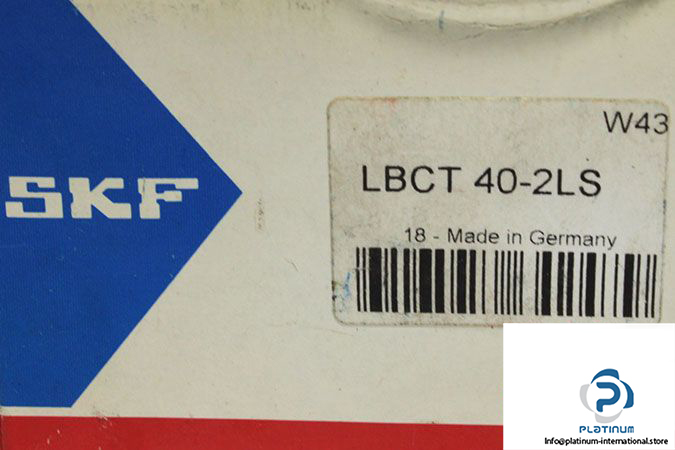 SKF
W43
LBCT 40-2LS
18 - Made in Germany
PLATINUM
Info@platinum-international.store